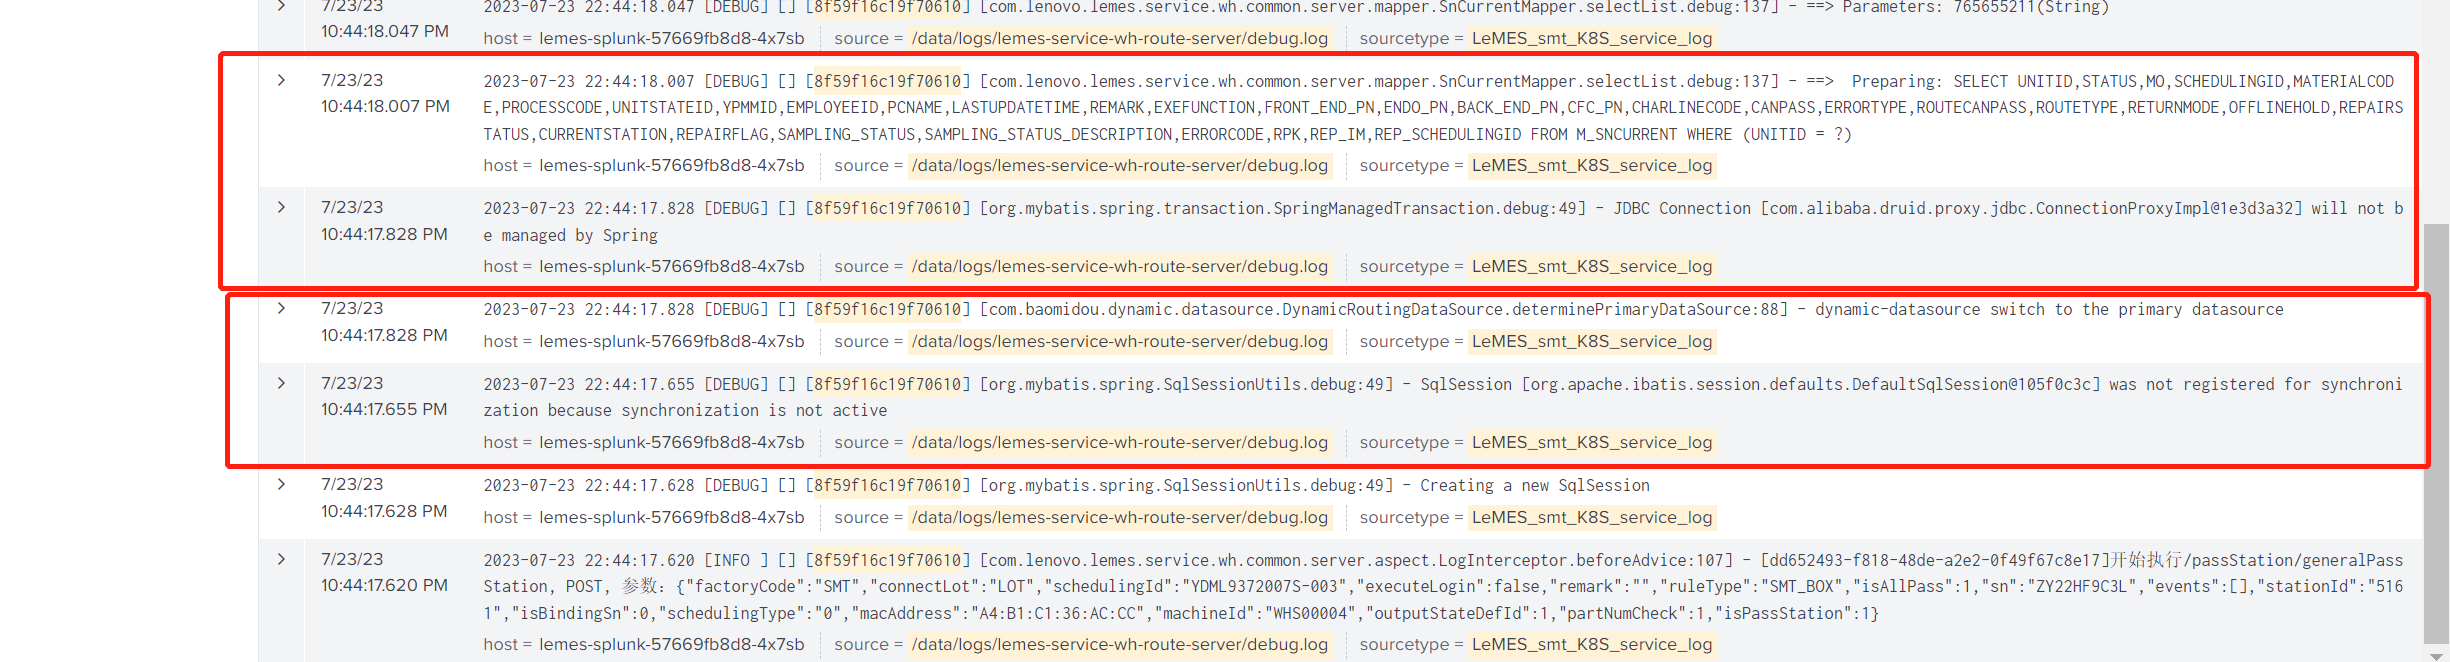 7/23/23 2023-07-23 22:44:18.047 [DEBUG] [] [8f59f16c19f70610] [com.lenovo.lemes.service.wh.common.server.mapper.SnCurrentMapper.selectList.debug:137] - ==> Parameters: 765655211(String)
10:44:18.047 PM
host = lemes-splunk-57669fb8d8-4x7sb source = /data/logs/lemes-service-wh-route-server/debug.log sourcetype = LeMES_smt_K8S_service_log
7/23/23 2023-07-23 22:44:18.007 [DEBUG] [] [8f59f16c19f70610] [com.lenovo.lemes.service.wh.common.server.mapper.SnCurrentMapper.selectList.debug:137] - ==>  Preparing: SELECT UNITID,STATUS,MO,SCHEDULINGID,MATERIALCOD
10:44:18.007 PM E,PROCESSCODE,UNITSTATEID,YPMMID,EMPLOYEEID,PCNAME,LASTUPDATETIME,REMARK,EXEFUNCTION,FRONT_END_PN,ENDO_PN,BACK_END_PN,CFC_PN,CHARLINECODE,CANPASS,ERRORTYPE,ROUTECANPASS,ROUTETYPE,RETURNMODE,OFFLINEHOLD,REPAIRS
TATUS,CURRENTSTATION,REPAIRFLAG,SAMPLING_STATUS,SAMPLING_STATUS_DESCRIPTION,ERRORCODE,RPK,REP_IM,REP_SCHEDULINGID FROM M_SNCURRENT WHERE (UNITID = ?)
host = lemes-splunk-57669fb8d8-4x7sb source = /data/logs/lemes-service-wh-route-server/debug.log sourcetype = LeMES_smt_K8S_service_log
7/23/23 2023-07-23 22:44:17.828 [DEBUG] [] [8f59f16c19f70610] [org.mybatis.spring.transaction.SpringManagedTransaction.debug:49] - JDBC Connection [com.alibaba.druid.proxy.jdbc.ConnectionProxyImpl@1e3d3a32] will not b
10:44:17.828 PM e managed by Spring
host = lemes-splunk-57669fb8d8-4x7sb source = /data/logs/lemes-service-wh-route-server/debug.log sourcetype = LeMES_smt_K8S_service_log
7/23/23 2023-07-23 22:44:17.828 [DEBUG] [] [8f59f16c19f70610] [com.baomidou.dynamic.datasource.DynamicRoutingDataSource.determinePrimaryDataSource:88] - dynamic-datasource switch to the primary datasource
10:44:17.828 PM
host = lemes-splunk-57669fb8d8-4x7sb source = /data/logs/lemes-service-wh-route-server/debug.log sourcetype = LeMES_smt_K8S_service_log
7/23/23 2023-07-23 22:44:17.655 [DEBUG] [] [8f59f16c19f70610] [org.mybatis.spring.SqlSessionUtils.debug:49] - SqlSession [org.apache.ibatis.session.defaults.DefaultSqlSession@105f0c3c] was not registered for synchroni
10:44:17.655 PM zation because synchronization is not active
host = lemes-splunk-57669fb8d8-4x7sb source = /data/logs/lemes-service-wh-route-server/debug.log sourcetype = LeMES_smt_K8S_service_log
7/23/23 2023-07-23 22:44:17.628 [DEBUG] [] [8f59f16c19f70610] [org.mybatis.spring.SqlSessionUtils.debug:49] - Creating a new SqlSession
10:44:17.628 PM
host = lemes-splunk-57669fb8d8-4x7sb source = /data/logs/lemes-service-wh-route-server/debug.log sourcetype = LeMES_smt_K8S_service_log
7/23/23 2023-07-23 22:44:17.620 [INFO ] [] [8f59f16c19f70610] [com.lenovo.lemes.service.wh.common.server.aspect.LogInterceptor.beforeAdvice:107] - [dd652493-f818-48de-a2e2-0f49f67c8e17]开始执行/passStation/generalPass
10:44:17.620 PM Station, POST, 参数: {"factoryCode":"SMT","connectLot":"LOT","schedulingId":"YDML9372007S-003","executeLogin":false,"remark":"","ruleType":"SMT_BOX","isAllPass":1,"sn":"ZY22HF9C3L","events":[],"stationId":"516
1","isBindingSn":0,"schedulingType":"0","macAddress":"A4:B1:C1:36:AC:CC","machineId":"WHS00004","outputStateDefId":1,"partNumCheck":1,"isPassStation":1}
host = lemes-splunk-57669fb8d8-4x7sb source = /data/logs/lemes-service-wh-route-server/debug.log sourcetype = LeMES_smt_K8S_service_log